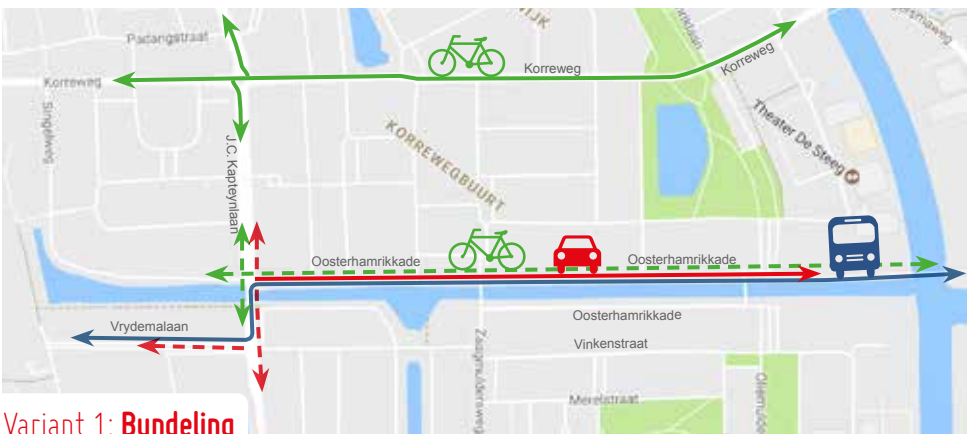 WIJK
Padangstraat
Korreweg
Korreweg
Korreweg
Singelweg
J.C. Kapteynlaan
KORREWEGBUURT
Theater De Steeg
Oosterhamrikkade
Oosterhamrikkade
Vrydemalaan
Oosterhamrikkade
Vinkenstraat
Merelstraat
Variant 1: Bundeling